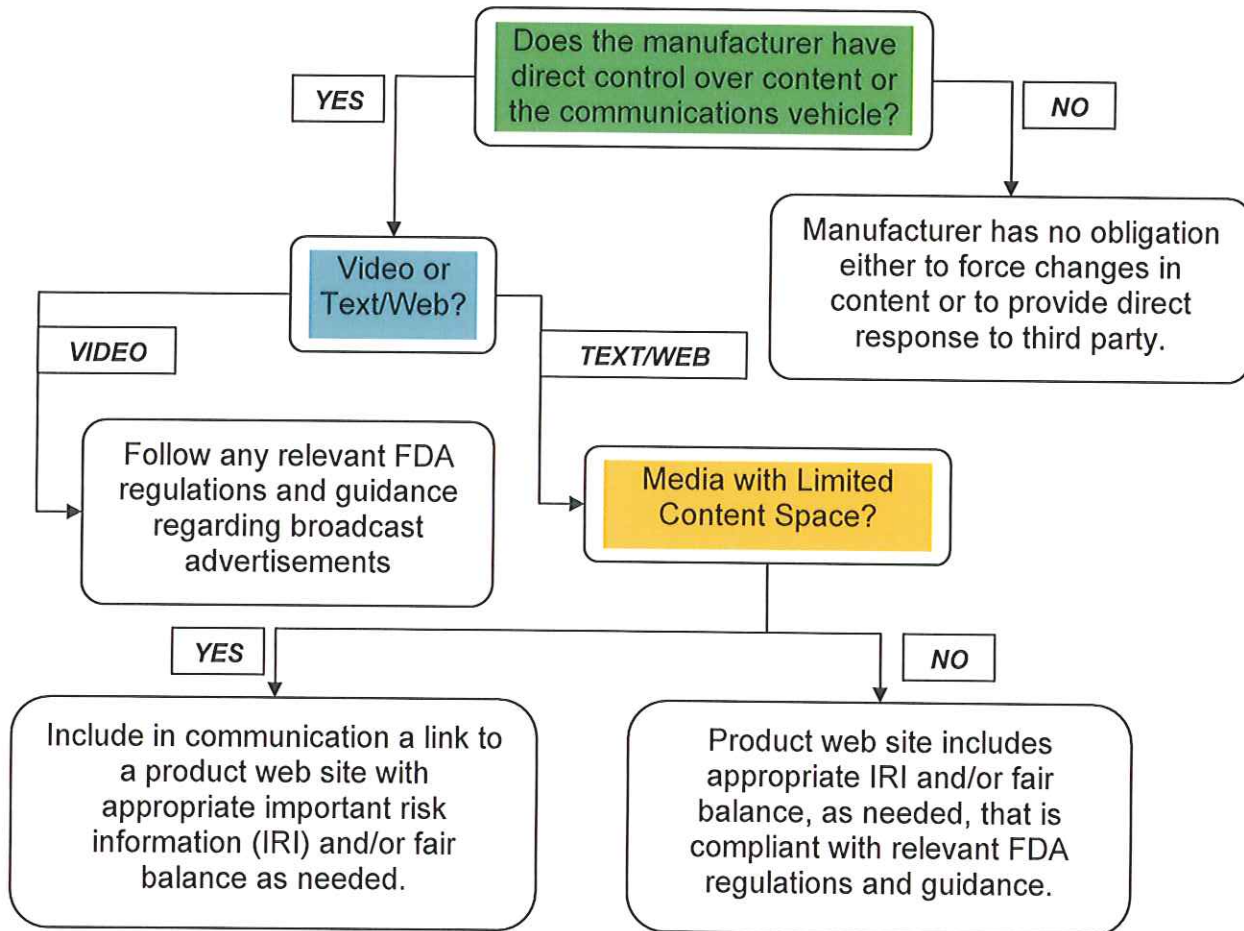 Does the manufacturer have
direct control over content or
the communications vehicle?
YES
NO
Manufacturer has no obligation
either to force changes in
content or to provide direct
response to third party.
Video or
Text/Web?
VIDEO
TEXT/WEB
Follow any relevant FDA
regulations and guidance
regarding broadcast
advertisements
Media with Limited
Content Space?
YES
NO
Include in communication a link to
a product web site with
appropriate important risk
information (IRI) and/or fair
balance as needed.
Product web site includes
appropriate IRI and/or fair
balance, as needed, that is
compliant with relevant FDA
regulations and guidance.